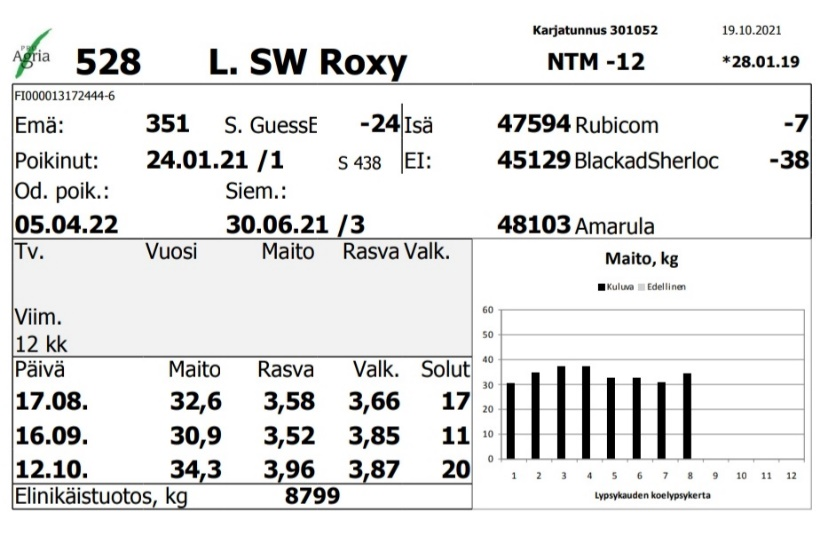 Karjatunnus 301052 19.10.2021
PRO Agria 528 L. SW Roxy NTM -12 *28.01.19
FI000013172444-6
Emä: 351 S. GuessE -24 Isä 47594 Rubicom -7
Poikinut: 24.01.21 /1 S 438 EI: 45129 BlackadSherloc -38
Od. poik.: Siem.:
05.04.22 30.06.21 /3 48103 Amarula
Tv. Vuosi Maito Rasva Valk.
Viim.
12 kk
Päivä Maito Rasva Valk. Solut
17.08. 32,6 3,58 3,66 17
16.09. 30,9 3,52 3,85 11
12.10. 34,3 3,96 3,87 20
Elinikäistuotos, kg 8799
Maito, kg
Kuluva Edellinen
60
50
40
30
20
10
0
1 2 3 4 5 6 7 8 9 10 11 12
Lypsykauden koelypsykerta